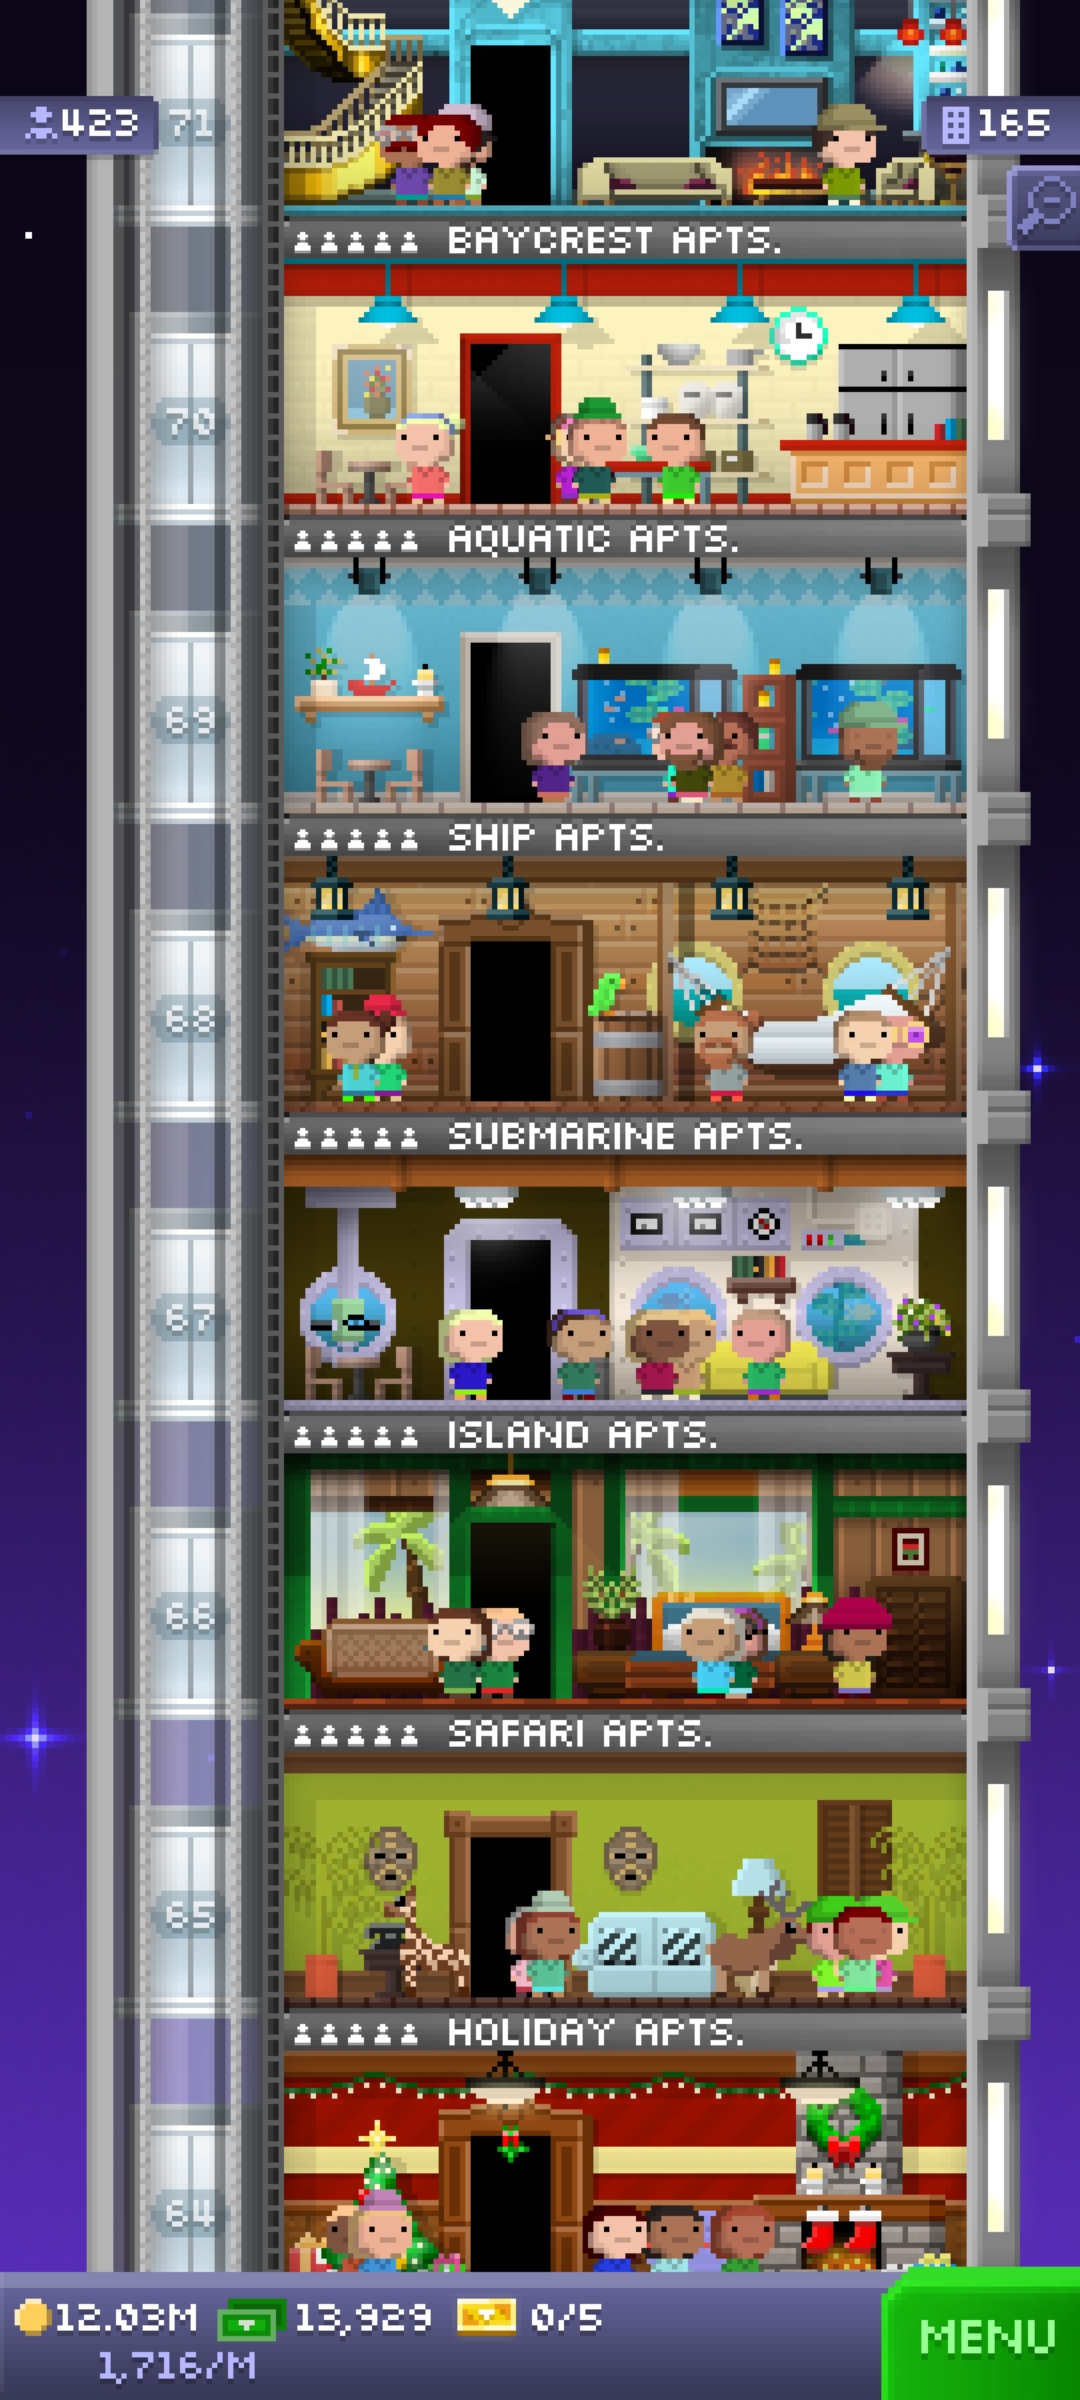 423
71
165
BAYCREST APTS.
70
AQUATIC APTS.
69
SHIP APTS.
68
SUBMARINE APTS.
67
ISLAND APTS.
66
SAFARI APTS.
65
HOLIDAY APTS.
64
12.03M 13,929 0/5
1,716/M
MENU